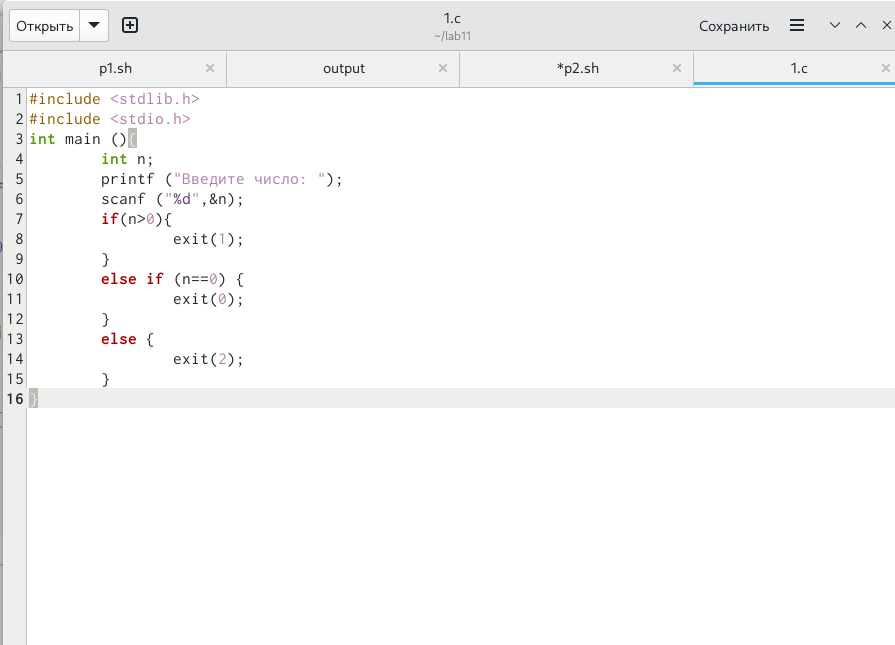 Открыть
1.c
~/lab11
Сохранить
p1.sh
output
*p2.sh
1.c
1 #include <stdlib.h>
2 #include <stdio.h>
3 int main (){
4         int n;
5         printf ("Введите число: ");
6         scanf ("%d",&n);
7         if(n>0){
8                 exit(1);
9         }
10         else if (n==0) {
11                 exit(0);
12         }
13         else {
14                 exit(2);
15         }
16 }